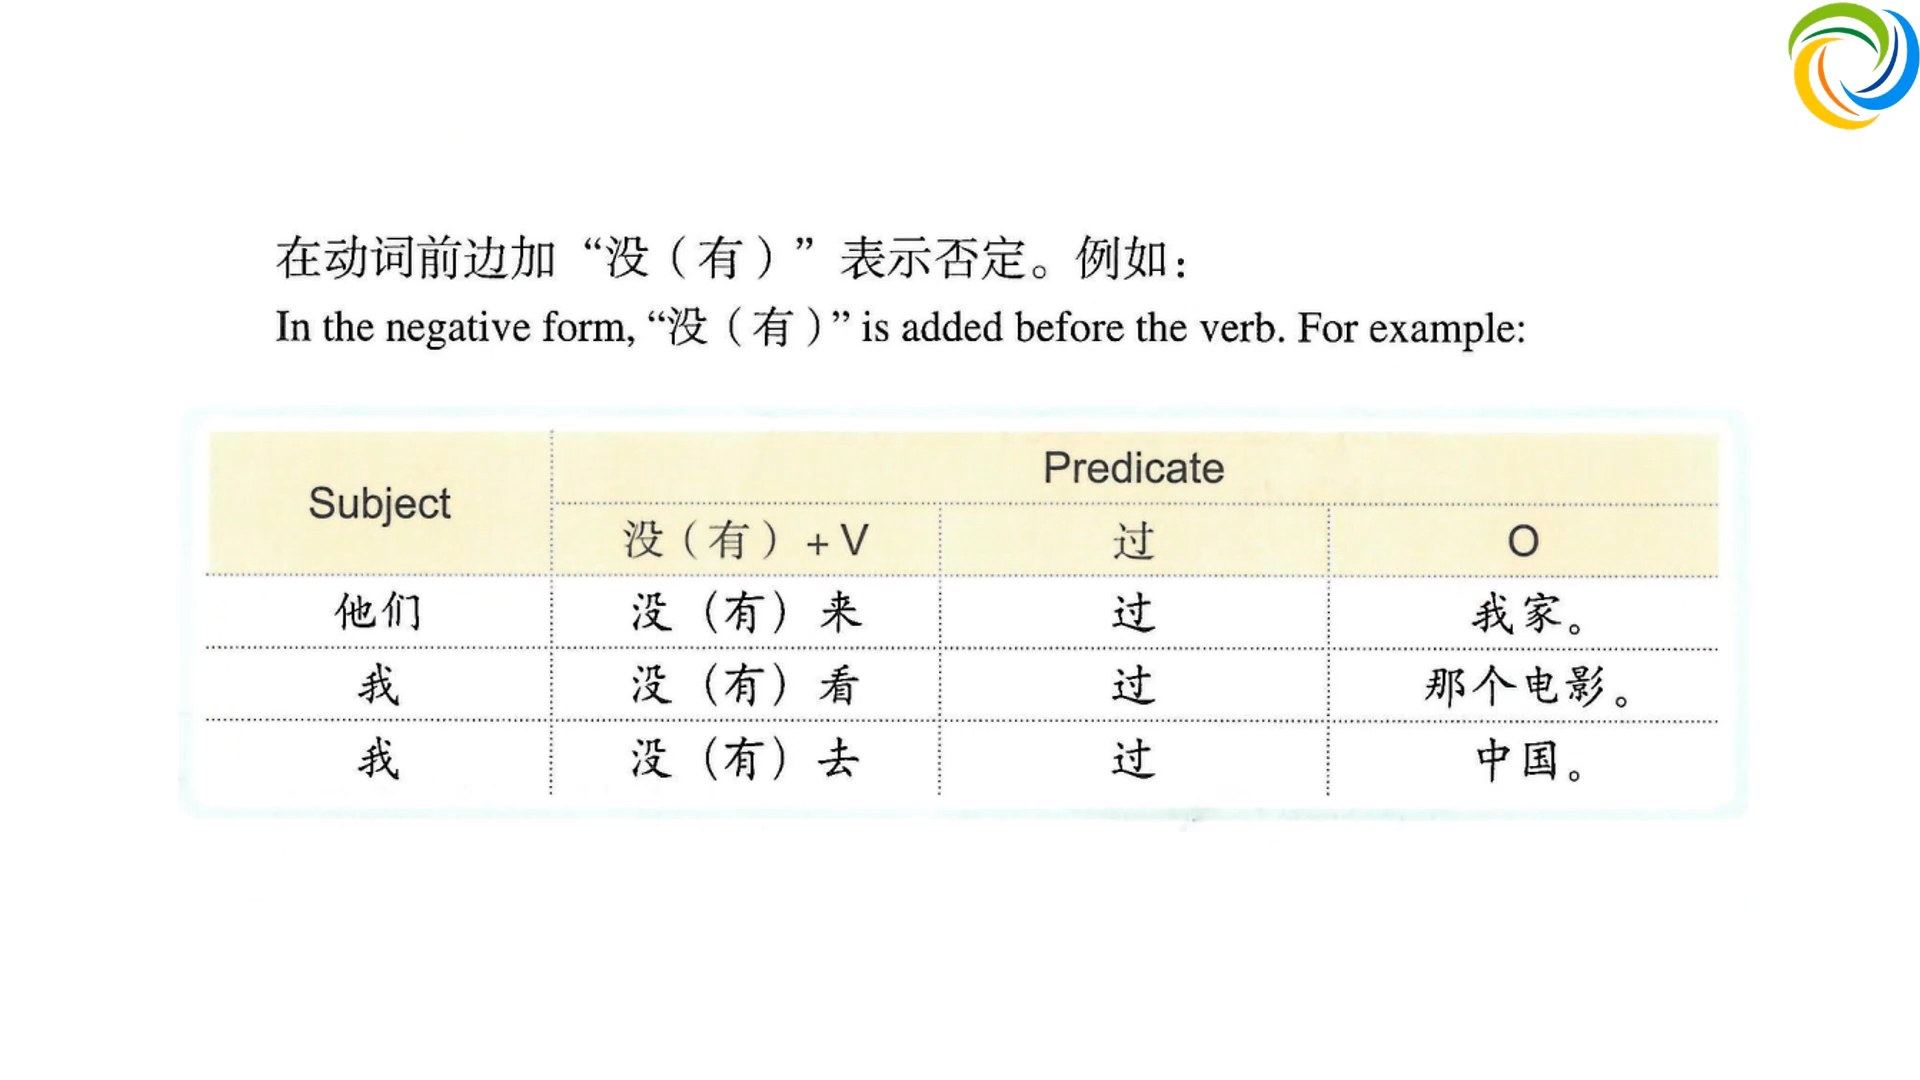 在动词前边加“没（有）”表示否定。例如：
In the negative form, “没（有）” is added before the verb. For example:
Subject
Predicate
没（有）+ V 过 O
他们 没（有）来 过 我家。
我 没（有）看 过 那个电影。
我 没（有）去 过 中国。